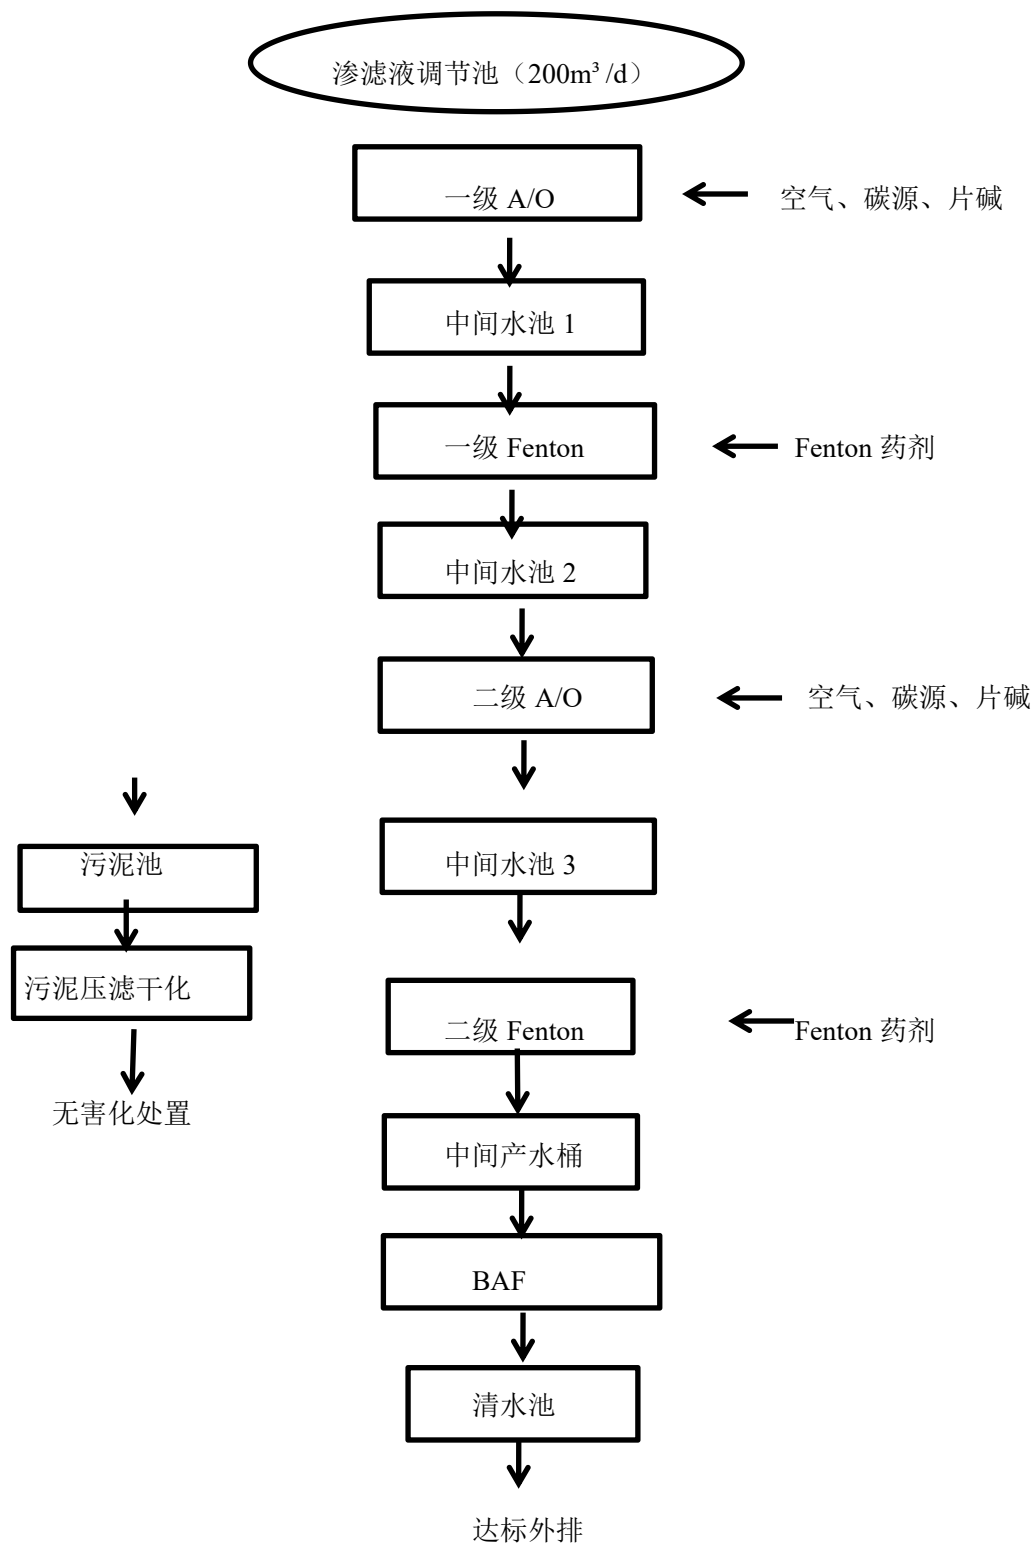 渗滤液调节池（200m³ /d）
一级 A/O
空气、碳源、片碱
中间水池 1
一级 Fenton
Fenton 药剂
中间水池 2
二级 A/O
空气、碳源、片碱
污泥池
中间水池 3
污泥压滤干化
二级 Fenton
Fenton 药剂
无害化处置
中间产水桶
BAF
清水池
达标外排